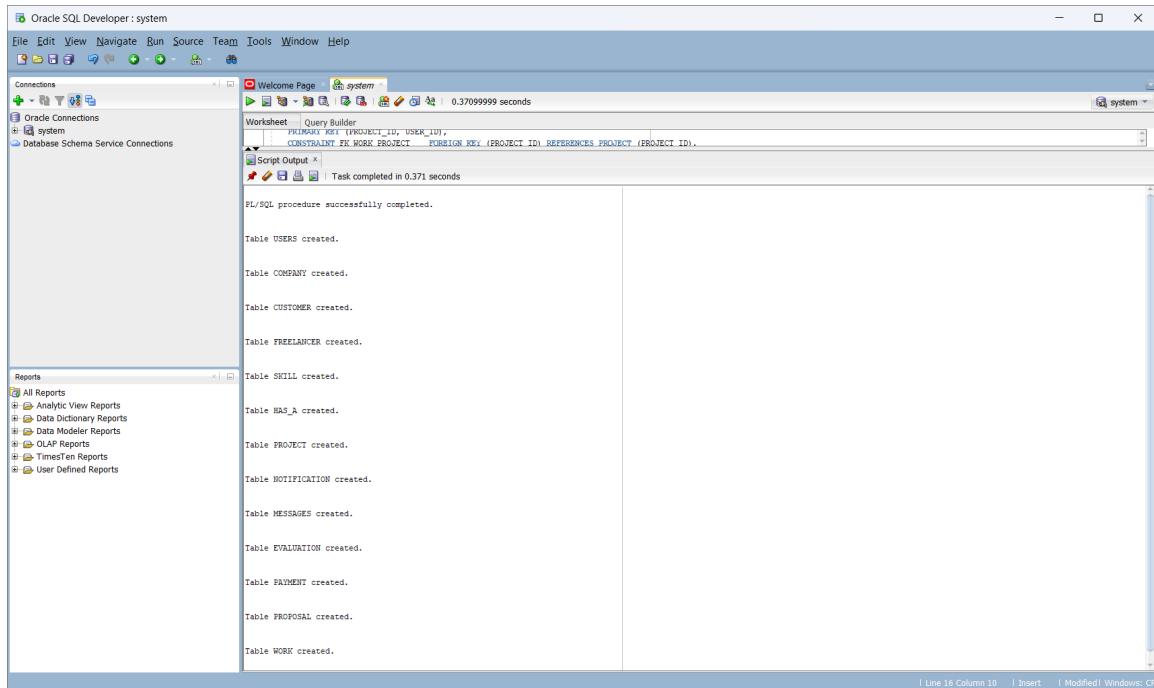 Oracle SQL Developer : system
File Edit View Navigate Run Source Team Tools Window Help
Connections
Oracle Connections
system
Database Schema Service Connections
Reports
All Reports
Analytic View Reports
Data Dictionary Reports
Data Modeler Reports
OLAP Reports
TimesTen Reports
User Defined Reports
Welcome Page system
0.37099999 seconds
system
Worksheet Query Builder
PRIMARY KEY (PROJECT_ID, USER_ID),
CONSTRAINT FK_WORK_PROJECT FOREIGN KEY (PROJECT_ID) REFERENCES PROJECT (PROJECT_ID),
Script Output
Task completed in 0.371 seconds
PL/SQL procedure successfully completed.
Table USERS created.
Table COMPANY created.
Table CUSTOMER created.
Table FREELANCER created.
Table SKILL created.
Table HAS_A created.
Table PROJECT created.
Table NOTIFICATION created.
Table MESSAGES created.
Table EVALUATION created.
Table PAYMENT created.
Table PROPOSAL created.
Table WORK created.
Line 16 Column 10 Insert Modified Windows: